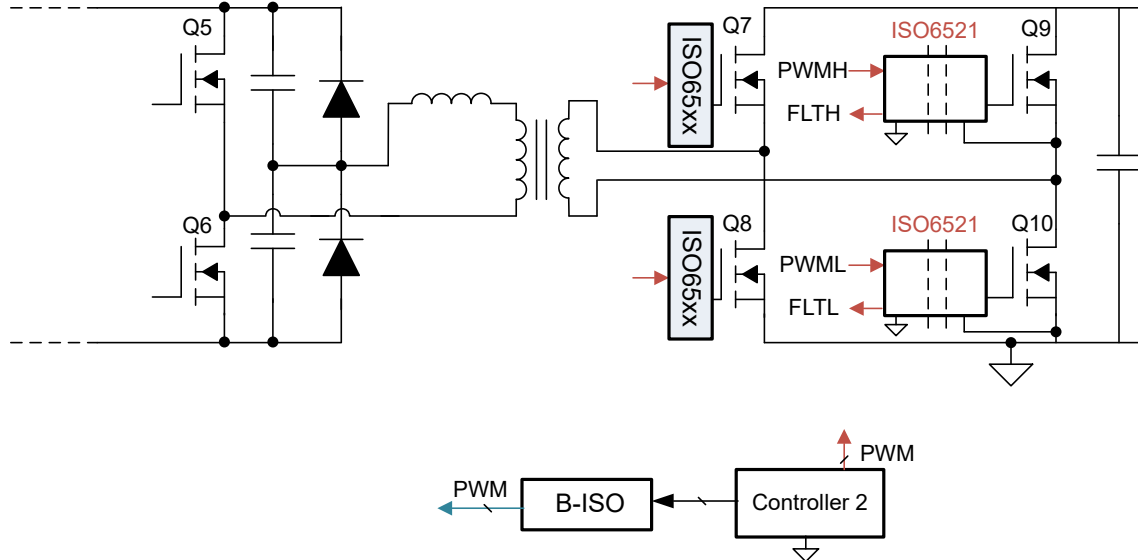 Q5
Q7
ISO6521
Q9
ISO65xx
PWMH
FLTH
Q6
Q8
ISO6521
Q10
ISO65xx
PWML
FLTL
PWM
PWM
B-ISO
Controller 2